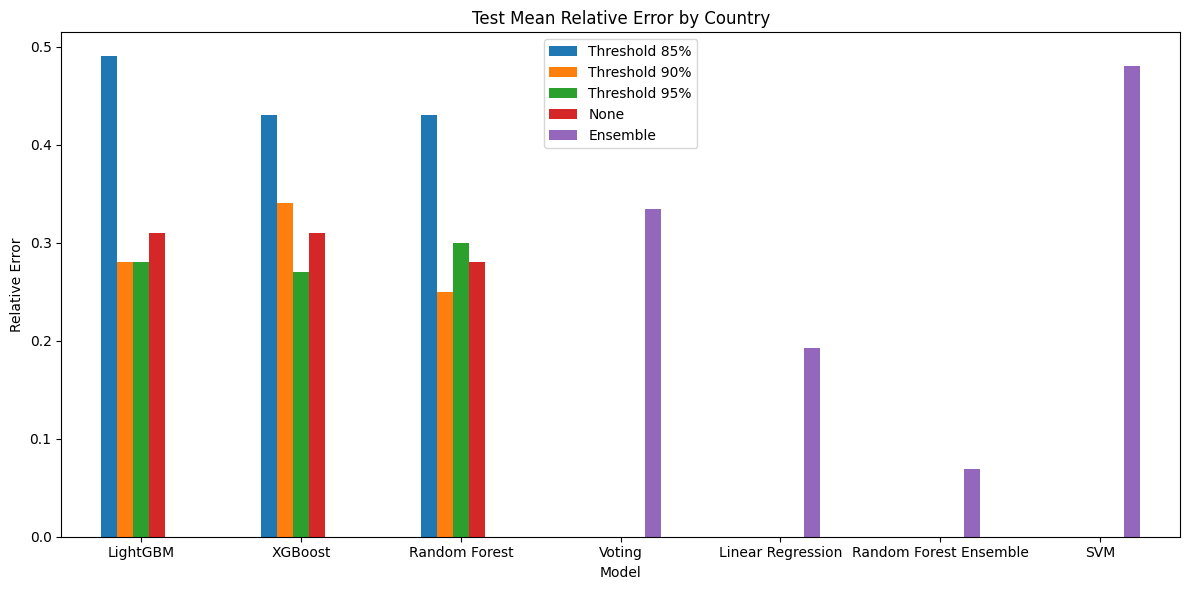 Test Mean Relative Error by Country
Threshold 85%
Threshold 90%
Threshold 95%
None
Ensemble
Relative Error
0.5
0.4
0.3
0.2
0.1
0.0
LightGBM XGBoost Random Forest Voting Linear Regression Random Forest Ensemble SVM
Model